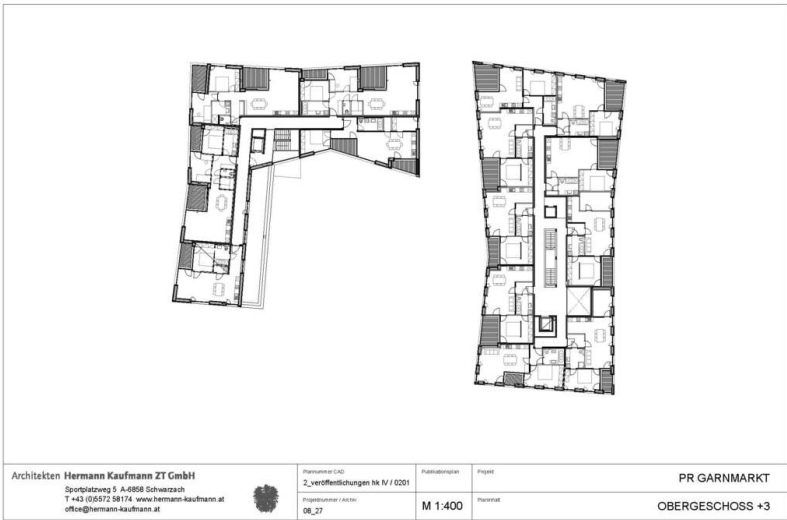 Architekten Hermann Kaufmann ZT GmbH
Sportplatzweg 5 A-6858 Schwarzach
T +43 (0)5572 58174 www.hermann-kaufmann.at
office@hermann-kaufmann.at
Plannummer CAD
2_veröffentlichungen hk IV / 0201
Projektnummer / Archiv
08_27
Publikationsplan
M 1:400
Projekt
PR GARNMARKT
Planinhalt
OBERGESCHOSS +3